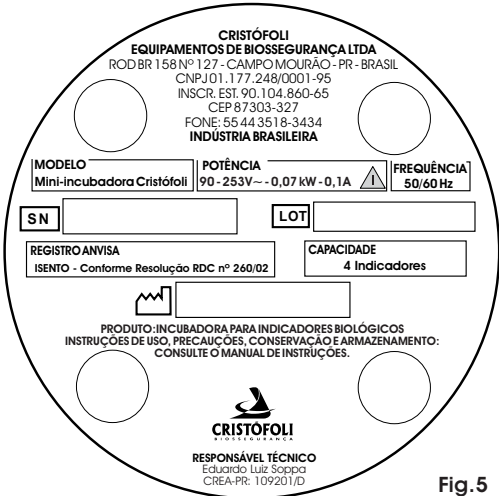 CRISTÓFOLI
EQUIPAMENTOS DE BIOSSEGURANÇA LTDA
ROD BR 158 Nº 127 - CAMPO MOURÃO - PR - BRASIL
CNPJ 01.177.248/0001-95
INSCR. EST. 90.104.860-65
CEP 87303-327
FONE: 55 44 3518-3434
INDÚSTRIA BRASILEIRA
MODELO
Mini-incubadora Cristófoli
POTÊNCIA
90 - 253V~ - 0,07 kW - 0,1A
FREQUÊNCIA
50/60 Hz
SN
LOT
REGISTRO ANVISA
ISENTO - Conforme Resolução RDC nº 260/02
CAPACIDADE
4 Indicadores
PRODUTO: INCUBADORA PARA INDICADORES BIOLÓGICOS
INSTRUÇÕES DE USO, PRECAUÇÕES, CONSERVAÇÃO E ARMAZENAMENTO:
CONSULTE O MANUAL DE INSTRUÇÕES.
CRISTÓFOLI
BIOSSEGURANÇA
RESPONSÁVEL TÉCNICO
Eduardo Luiz Soppa
CREA-PR: 109201/D
Fig.5